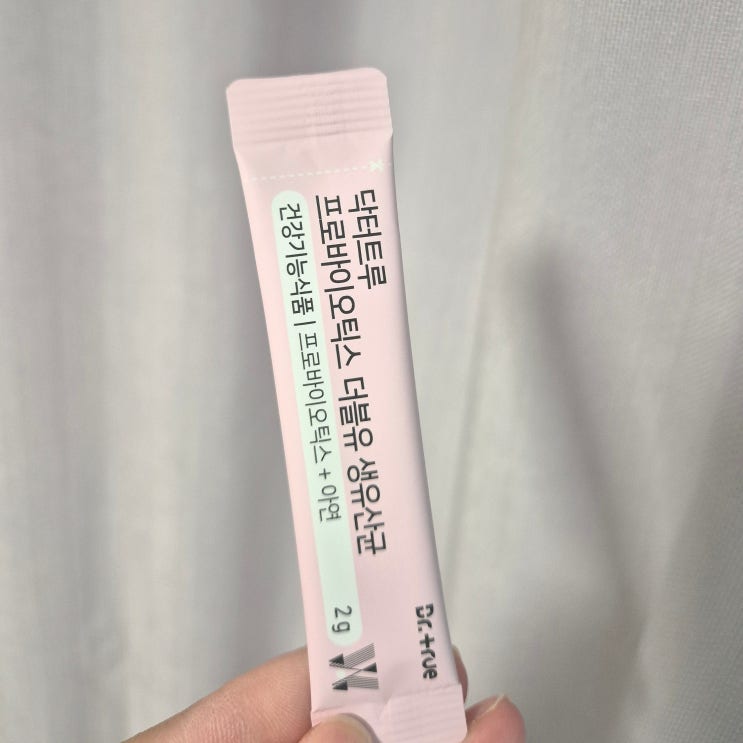 닥터트루
프로바이오틱스 더블유 생유산균
건강기능식품 | 프로바이오틱스 + 아연
2g
W
Dr.+rue